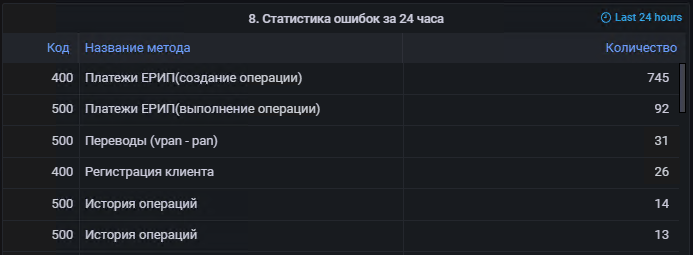 8. Статистика ошибок за 24 часа
Last 24 hours
Код Название метода Количество
400 Платежи ЕРИП(создание операции) 745
500 Платежи ЕРИП(выполнение операции) 92
500 Переводы (vpan - pan) 31
400 Регистрация клиента 26
500 История операций 14
500 История операций 13